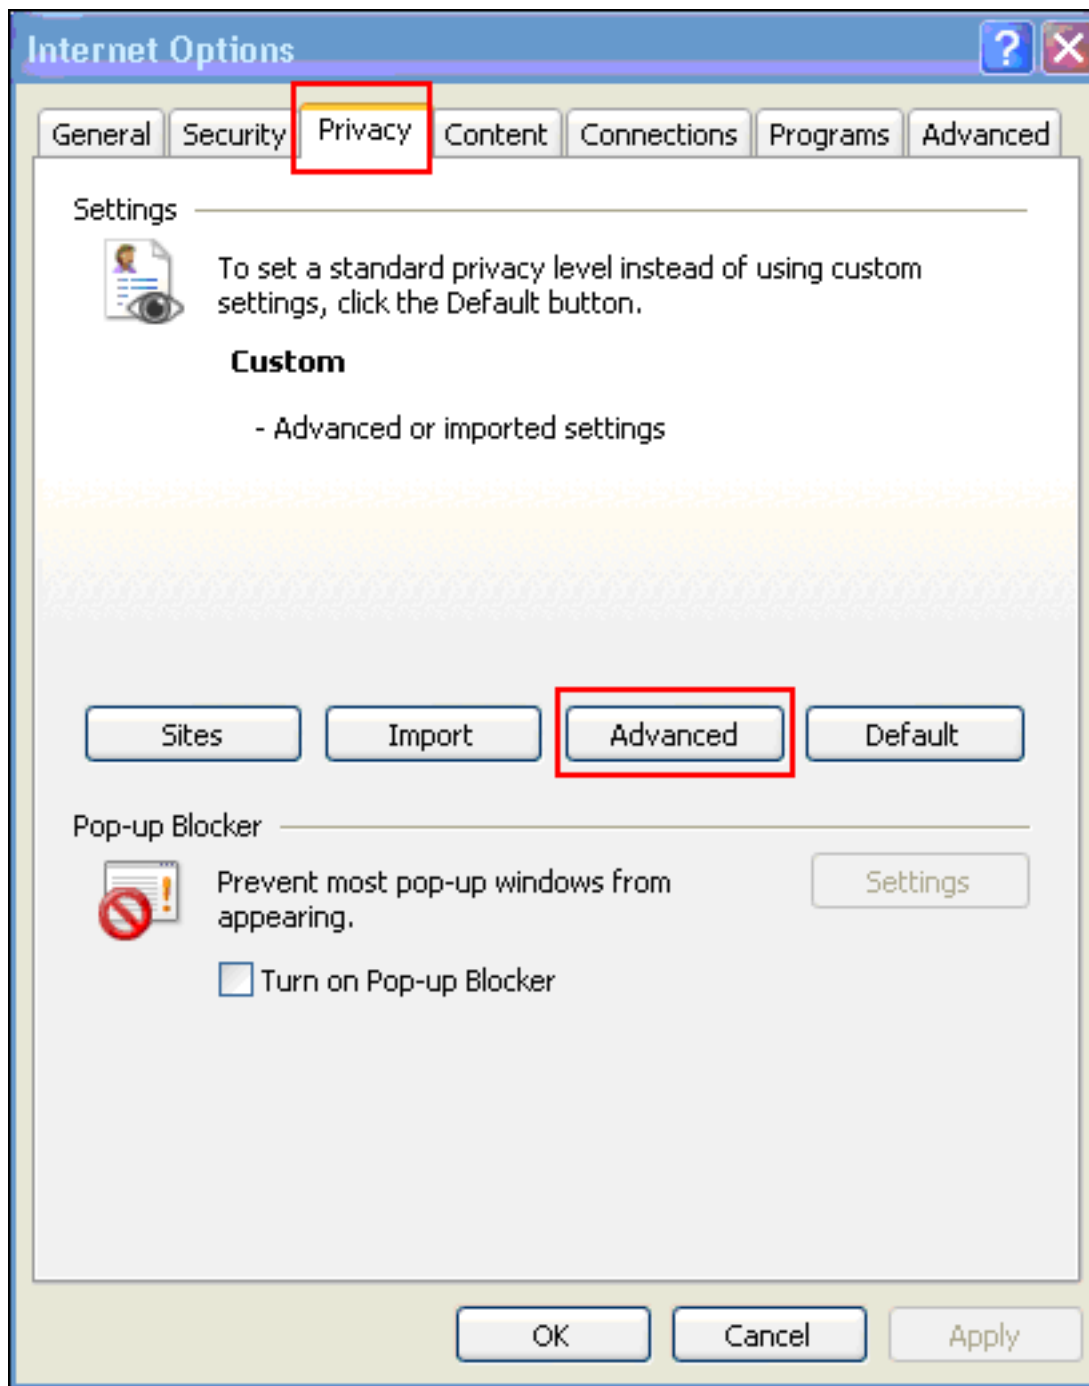 Internet Options
?
General Security Privacy Content Connections Programs Advanced
Settings
To set a standard privacy level instead of using custom
settings, click the Default button.
Custom
- Advanced or imported settings
Sites Import Advanced Default
Pop-up Blocker
Prevent most pop-up windows from
appearing.
Settings
Turn on Pop-up Blocker
OK Cancel Apply